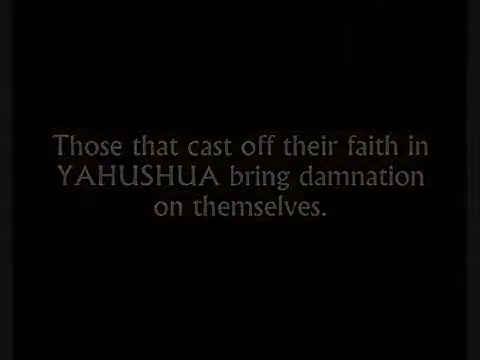 Those that cast off their faith in
YAHUSHUA bring damnation
on themselves.